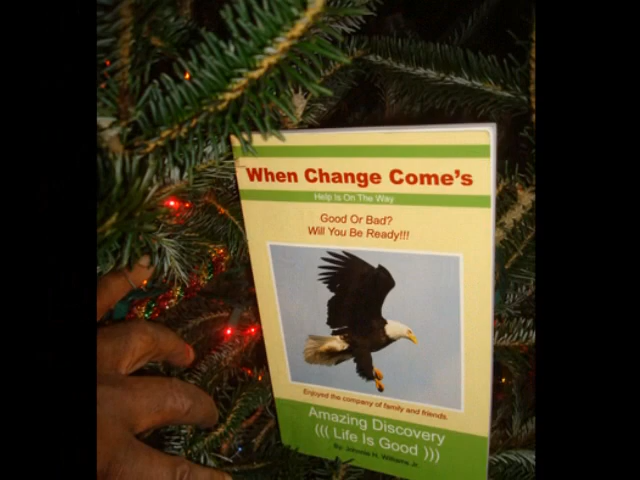 When Change Come's
Help Is On The Way
Good Or Bad?
Will You Be Ready!!!
Enjoyed the company of family and friends.
Amazing Discovery
((( Life Is Good )))
By: Johnnie H. Williams Jr.